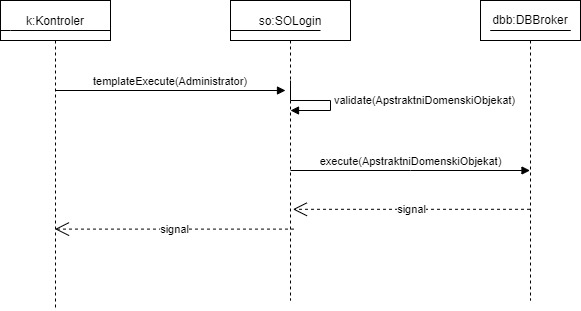 k:Kontroler
so:SOLogin
dbb:DBBroker
templateExecute(Administrator)
validate(ApstraktniDomenskiObjekat)
execute(ApstraktniDomenskiObjekat)
signal
signal